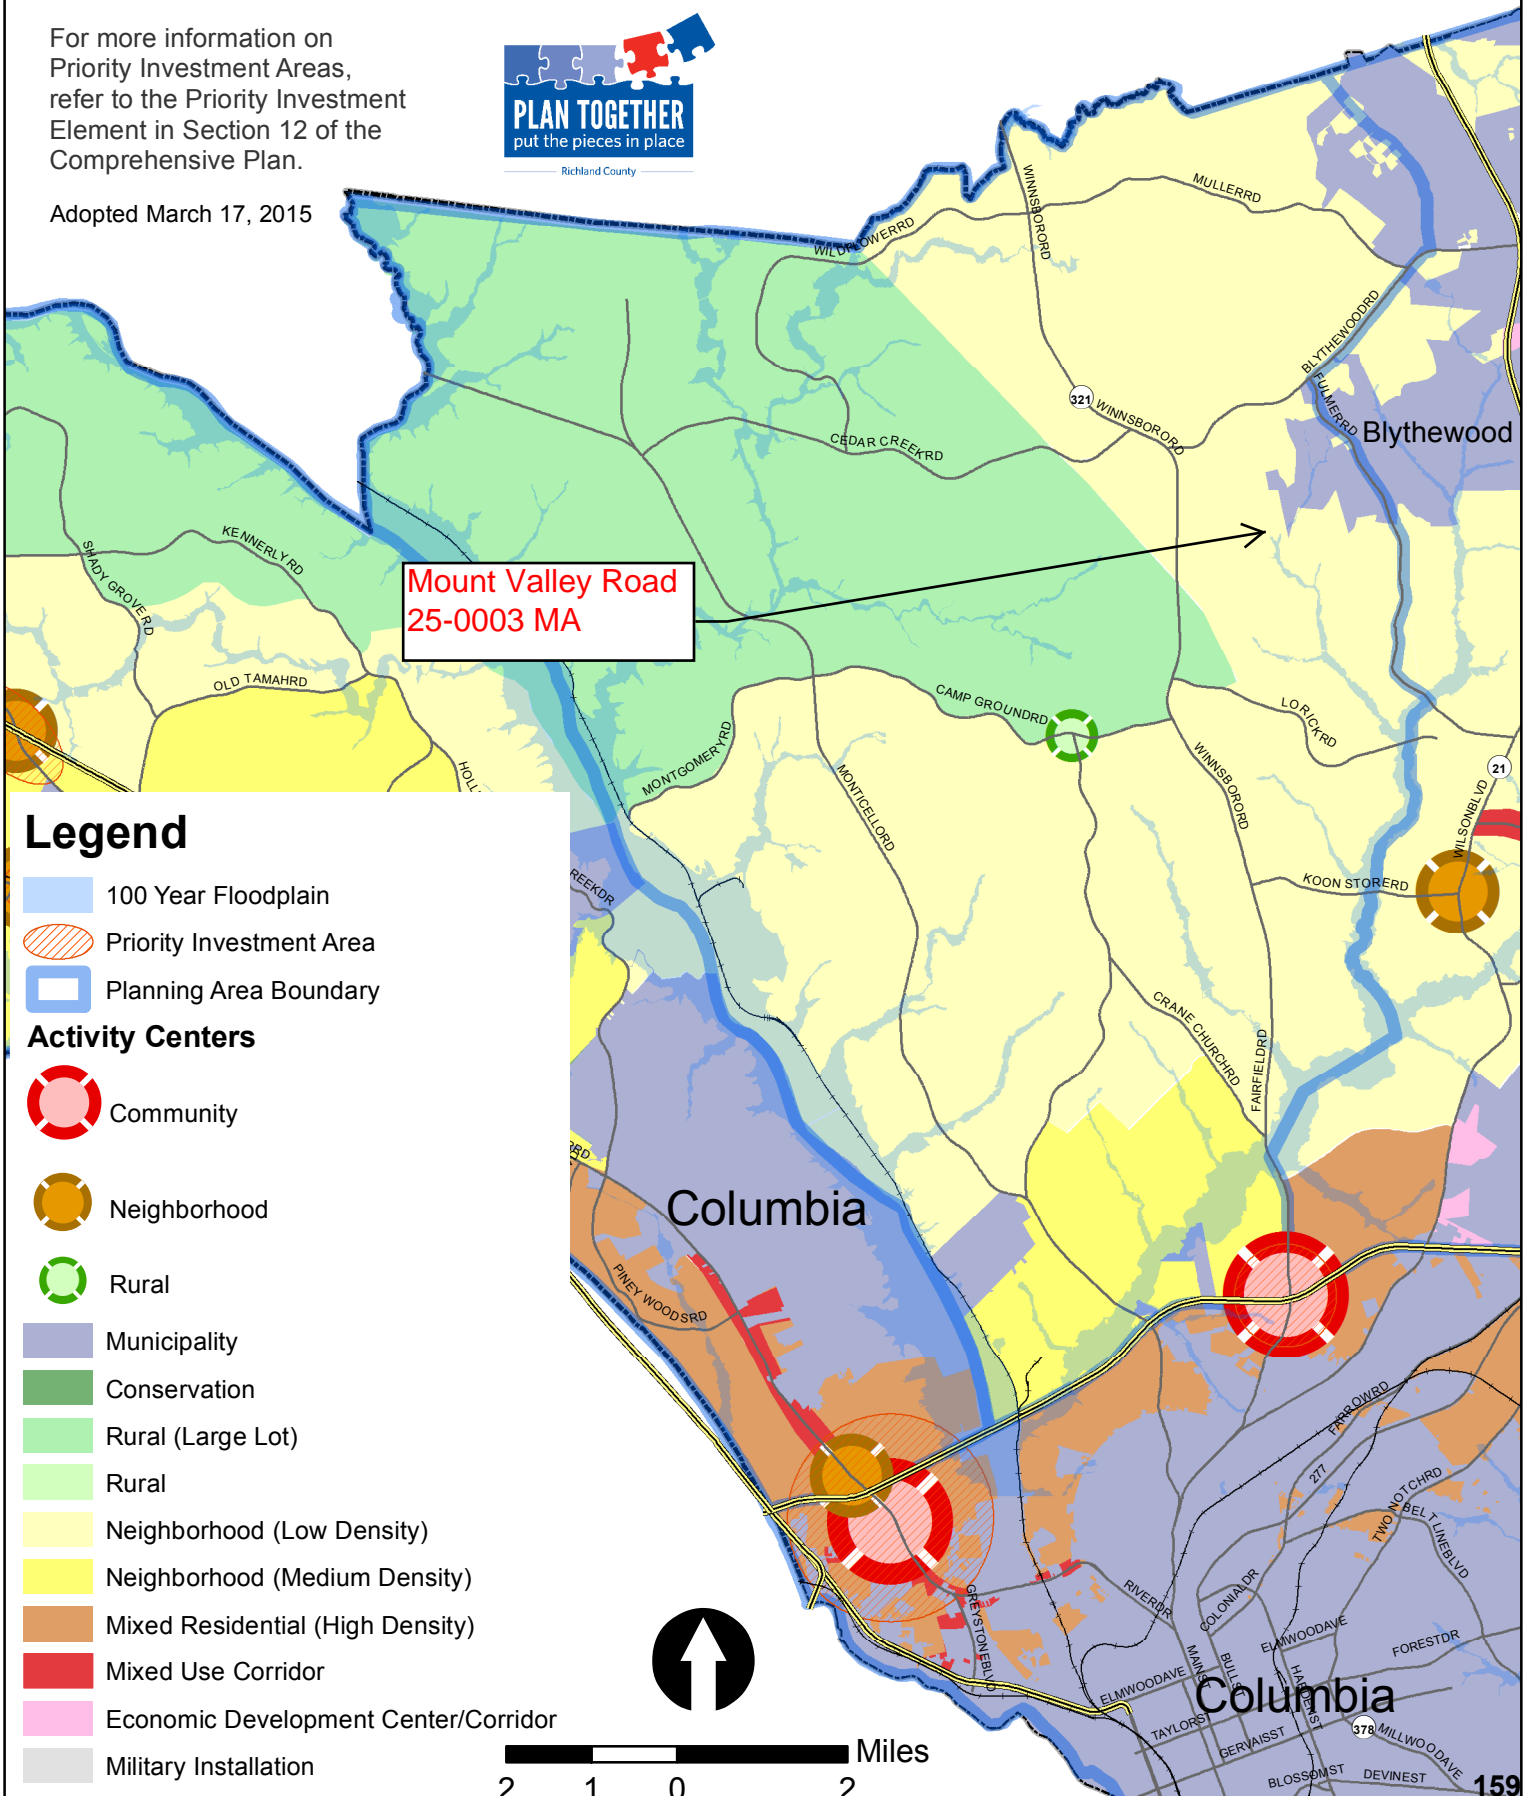 For more information on
Priority Investment Areas,
refer to the Priority Investment
Element in Section 12 of the
Comprehensive Plan.
Adopted March 17, 2015
PLAN TOGETHER
put the pieces in place
Richland County
WINNSBORORD
MULLERRD
WILDFLOWERRD
BLYTHEWOODRD
FULMERRD
321
WINNSBORORD
Blythewood
CEDAR CREEKRD
KENNERLYRD
SHADY GROVERD
Mount Valley Road
25-0003 MA
OLD TAMAHRD
CAMP GROUNDRD
LORICKRD
MONTGOMERYRD
MONTICELLORD
WINNSBORORD
21
WILSONBLVD
KOON STORERD
CRANE CHURCHRD
FAIRFIELDRD
Columbia
PINEY WOODSRD
FARROWRD
277
TWO NOTCHRD
BELTLINEBLVD
GREYSTONEBLVD
RIVERDR
COLONIALDR
ELMWOODAVE
FORESTDR
ELMWOODAVE
MAINST
HARDENST
Columbia
TAYLORST
GERVAISST
378
MILLWOODAVE
BLOSSOMST
DEVINEST
159
Legend
100 Year Floodplain
Priority Investment Area
Planning Area Boundary
Activity Centers
Community
Neighborhood
Rural
Municipality
Conservation
Rural (Large Lot)
Rural
Neighborhood (Low Density)
Neighborhood (Medium Density)
Mixed Residential (High Density)
Mixed Use Corridor
Economic Development Center/Corridor
Military Installation
Miles
2 1 0 2